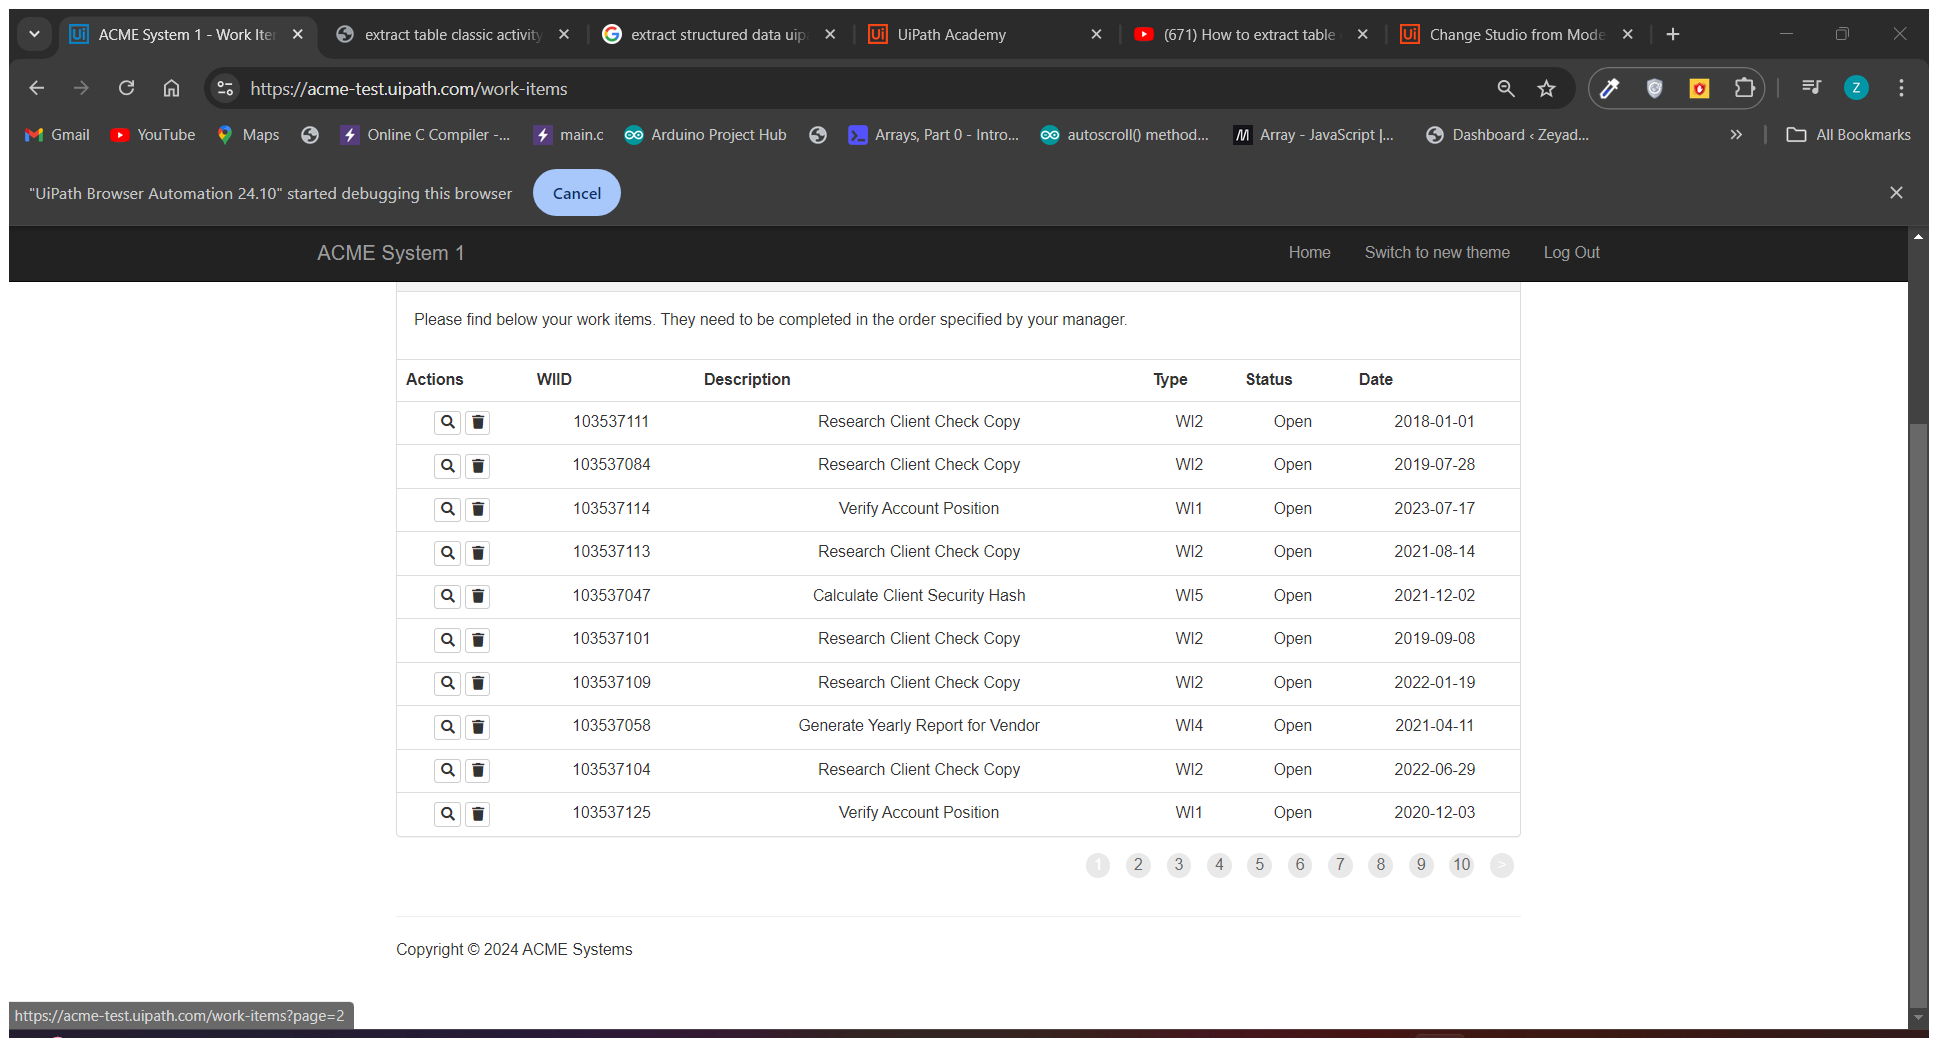 ACME System 1 - Work Iter
extract table classic activity
extract structured data uip
UiPath Academy
(671) How to extract table
Change Studio from Mode
https://acme-test.uipath.com/work-items
Z
Gmail YouTube Maps Online C Compiler -... main.c Arduino Project Hub Arrays, Part 0 - Intro... autoscroll() method... Array - JavaScript |... Dashboard ‹ Zeyad... » All Bookmarks
"UiPath Browser Automation 24.10" started debugging this browser Cancel
ACME System 1 Home Switch to new theme Log Out
Please find below your work items. They need to be completed in the order specified by your manager.
Actions WIID Description Type Status Date
103537111 Research Client Check Copy WI2 Open 2018-01-01
103537084 Research Client Check Copy WI2 Open 2019-07-28
103537114 Verify Account Position WI1 Open 2023-07-17
103537113 Research Client Check Copy WI2 Open 2021-08-14
103537047 Calculate Client Security Hash WI5 Open 2021-12-02
103537101 Research Client Check Copy WI2 Open 2019-09-08
103537109 Research Client Check Copy WI2 Open 2022-01-19
103537058 Generate Yearly Report for Vendor WI4 Open 2021-04-11
103537104 Research Client Check Copy WI2 Open 2022-06-29
103537125 Verify Account Position WI1 Open 2020-12-03
1 2 3 4 5 6 7 8 9 10 >
Copyright © 2024 ACME Systems
https://acme-test.uipath.com/work-items?page=2